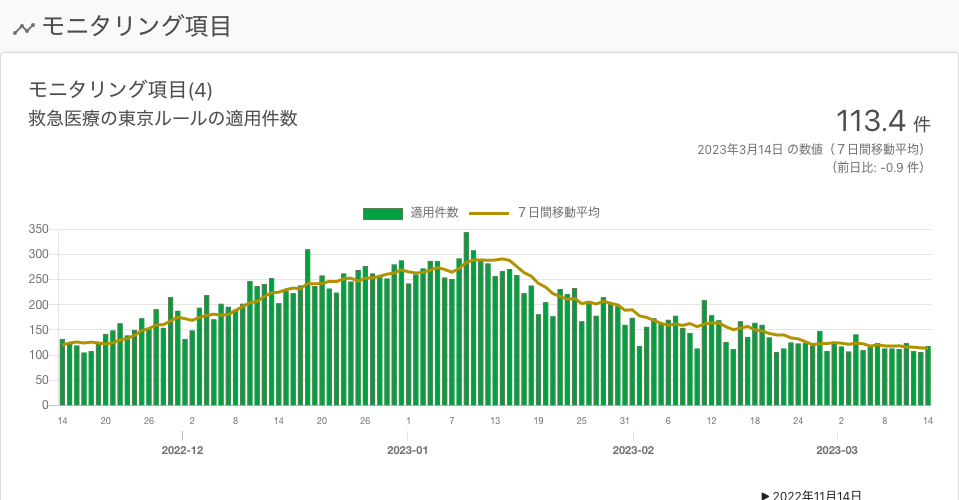 モニタリング項目
モニタリング項目(4)
救急医療の東京ルールの適用件数
113.4 件
2023年3月14日 の数値（７日間移動平均）
（前日比: -0.9 件）
適用件数 ７日間移動平均
350
300
250
200
150
100
50
0
14 20 26 2 8 14 20 26 1 7 13 19 25 31 6 12 18 24 2 8 14
2022-12 2023-01 2023-02 2023-03
▶ 2022年11月14日